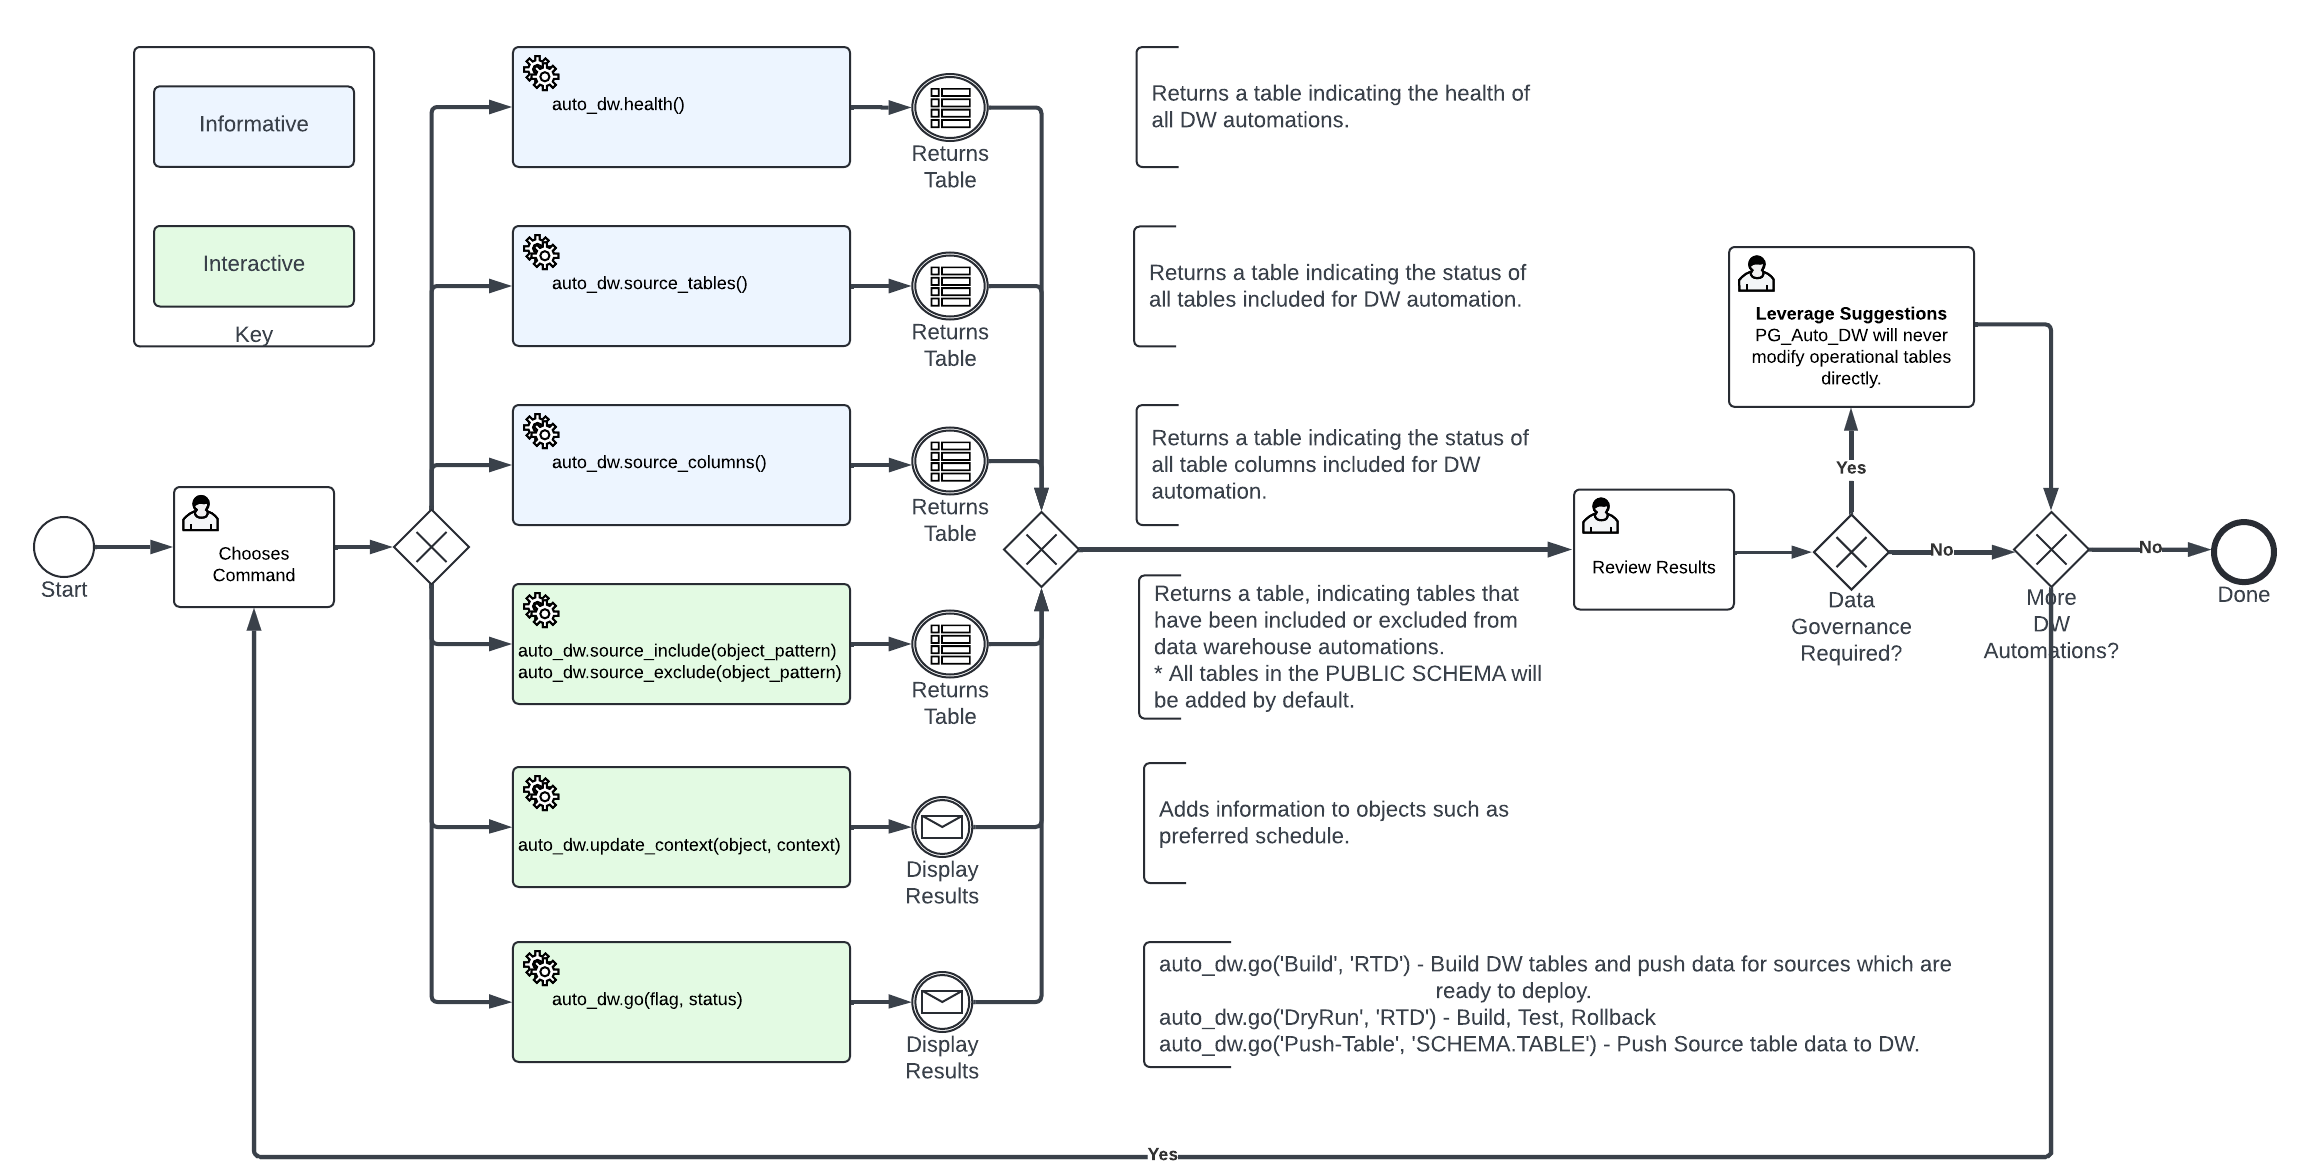 Informative
Interactive
Key
Start
Chooses
Command
auto_dw.health()
Returns
Table
Returns a table indicating the health of
all DW automations.
auto_dw.source_tables()
Returns
Table
Returns a table indicating the status of
all tables included for DW automation.
auto_dw.source_columns()
Returns
Table
Returns a table indicating the status of
all table columns included for DW
automation.
auto_dw.source_include(object_pattern)
auto_dw.source_exclude(object_pattern)
Returns
Table
Returns a table, indicating tables that
have been included or excluded from
data warehouse automations.
* All tables in the PUBLIC SCHEMA will
be added by default.
auto_dw.update_context(object, context)
Display
Results
Adds information to objects such as
preferred schedule.
auto_dw.go(flag, status)
Display
Results
auto_dw.go('Build', 'RTD') - Build DW tables and push data for sources which are
ready to deploy.
auto_dw.go('DryRun', 'RTD') - Build, Test, Rollback
auto_dw.go('Push-Table', 'SCHEMA.TABLE') - Push Source table data to DW.
Review Results
Data
Governance
Required?
Yes
Leverage Suggestions
PG_Auto_DW will never
modify operational tables
directly.
No
More
DW
Automations?
No
Done
Yes